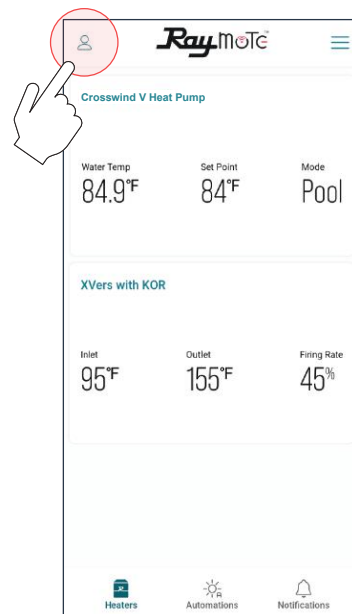 RayMoTe™
Crosswind V Heat Pump
Water Temp Set Point Mode
84.9°F 84°F Pool
XVers with KOR
Inlet Outlet Firing Rate
95°F 155°F 45%
Heaters Automations Notifications